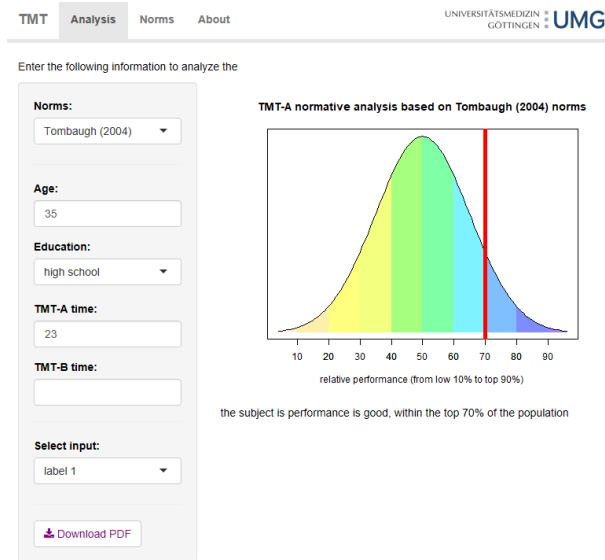 TMT Analysis Norms About
UNIVERSITÄTSMEDIZIN
GÖTTINGEN
UMG
Enter the following information to analyze the
Norms:
Tombaugh (2004)
Age:
35
Education:
high school
TMT-A time:
23
TMT-B time:
Select input:
label 1
Download PDF
TMT-A normative analysis based on Tombaugh (2004) norms
10 20 30 40 50 60 70 80 90
relative performance (from low 10% to top 90%)
the subject is performance is good, within the top 70% of the population